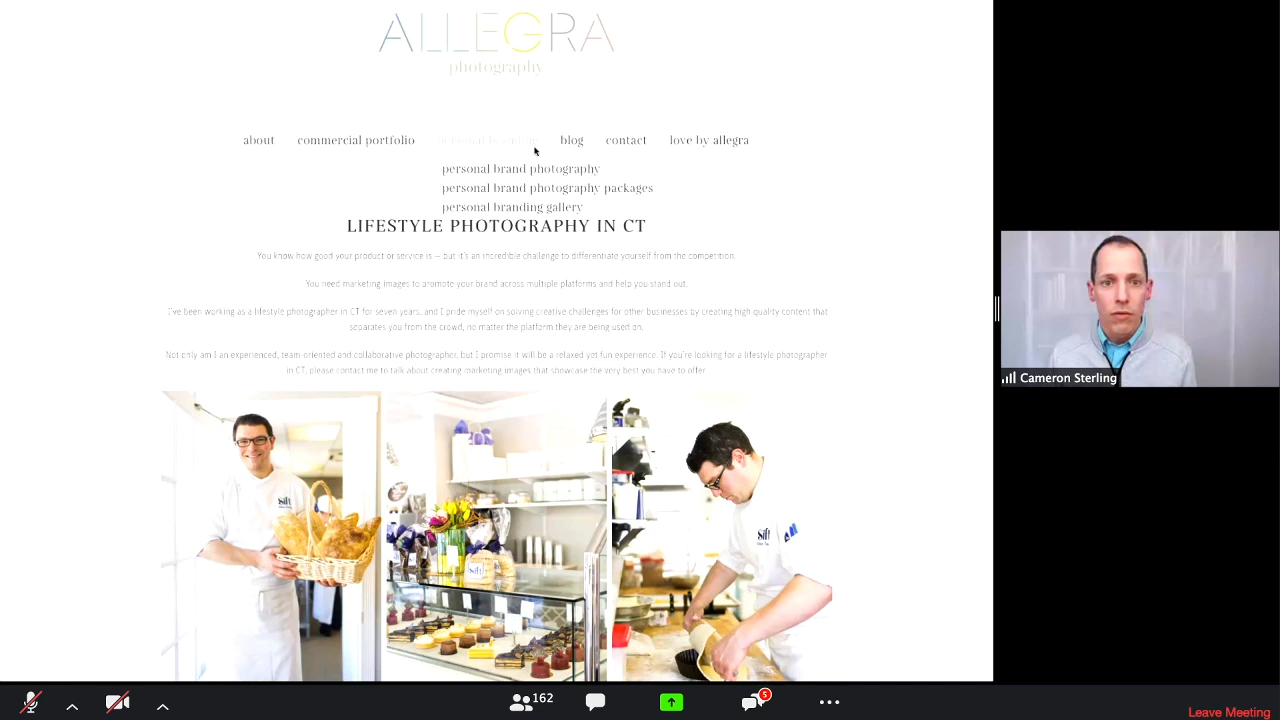 ALLEGRA
photography
about commercial portfolio personal branding blog contact love by allegra
personal brand photography
personal brand photography packages
personal branding gallery
LIFESTYLE PHOTOGRAPHY IN CT
You know how good your product or service is – but it's an incredible challenge to differentiate yourself from the competition.
You need marketing images to promote your brand across multiple platforms and help you stand out.
I've been working as a lifestyle photographer in CT for seven years, and I pride myself on solving creative challenges for other businesses by creating high quality content that
separates you from the crowd, no matter the platform they are being used on.
Not only am I an experienced, team-oriented and collaborative photographer, but I promise it will be a relaxed yet fun experience. If you're looking for a lifestyle photographer
in CT, please contact me to talk about creating marketing images that showcase the very best you have to offer
Sift
Sift
Sift
Cameron Sterling
162
5
Leave Meeting